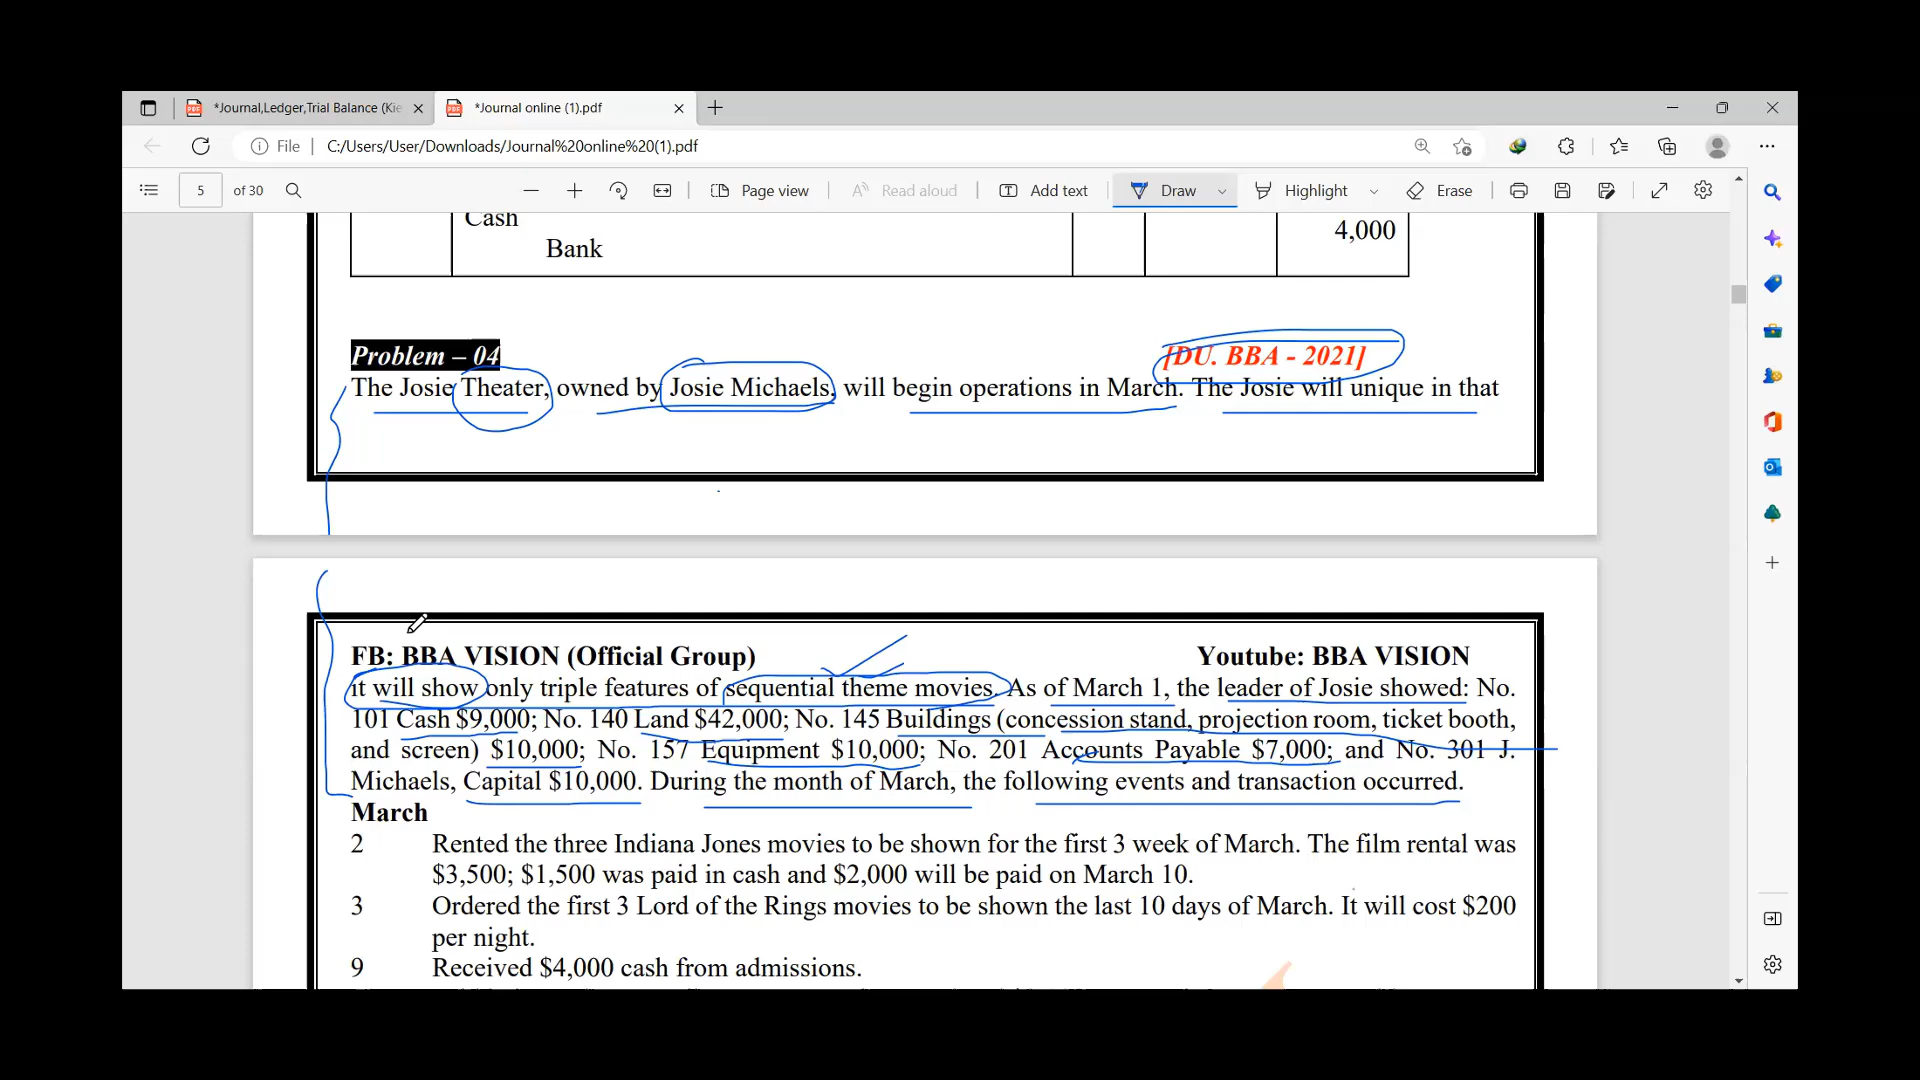 *Journal,Ledger,Trial Balance (Kie
*Journal online (1).pdf
File
C:/Users/User/Downloads/Journal%20online%20(1).pdf
5 of 30
Page view
Read aloud
Add text
Draw
Highlight
Erase
Cash
4,000
Bank
Problem – 04
[DU. BBA - 2021]
The Josie Theater, owned by Josie Michaels, will begin operations in March. The Josie will unique in that
FB: BBA VISION (Official Group) Youtube: BBA VISION
it will show only triple features of sequential theme movies. As of March 1, the leader of Josie showed: No.
101 Cash $9,000; No. 140 Land $42,000; No. 145 Buildings (concession stand, projection room, ticket booth,
and screen) $10,000; No. 157 Equipment $10,000; No. 201 Accounts Payable $7,000; and No. 301 J.
Michaels, Capital $10,000. During the month of March, the following events and transaction occurred.
March
2 Rented the three Indiana Jones movies to be shown for the first 3 week of March. The film rental was
$3,500; $1,500 was paid in cash and $2,000 will be paid on March 10.
3 Ordered the first 3 Lord of the Rings movies to be shown the last 10 days of March. It will cost $200
per night.
9 Received $4,000 cash from admissions.